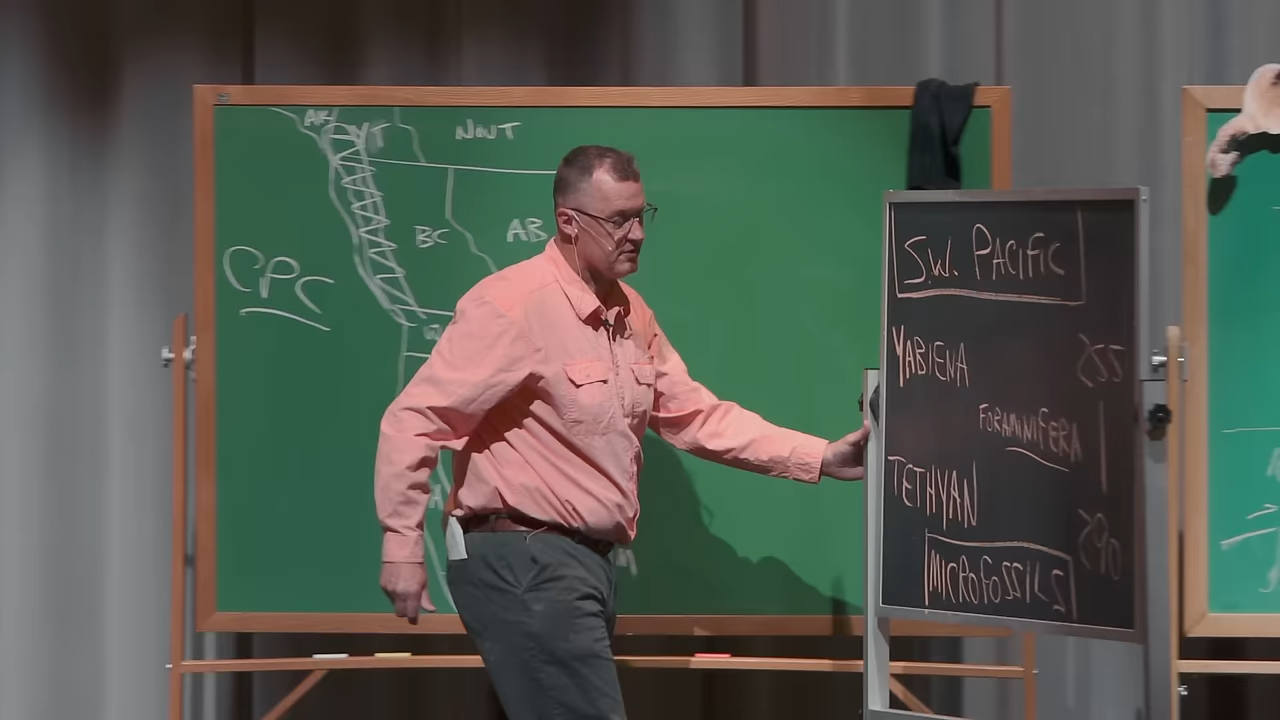 AK
YT
NWT
BC
AB
CPC
S.W. PACIFIC
YABIENA
255
FORAMINIFERA
TETHYAN
290
MICROFOSSILS